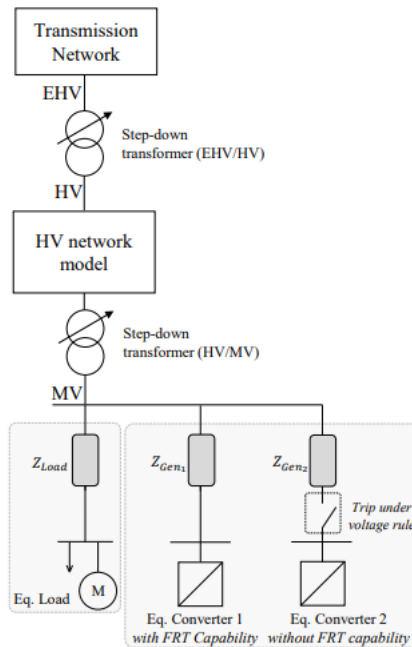 Transmission
Network
EHV
Step-down
transformer (EHV/HV)
HV
HV network
model
Step-down
transformer (HV/MV)
MV
Z_Load
Z_Gen₁
Z_Gen₂
Trip under
voltage rule
Eq. Load
M
Eq. Converter 1
with FRT Capability
Eq. Converter 2
without FRT capability